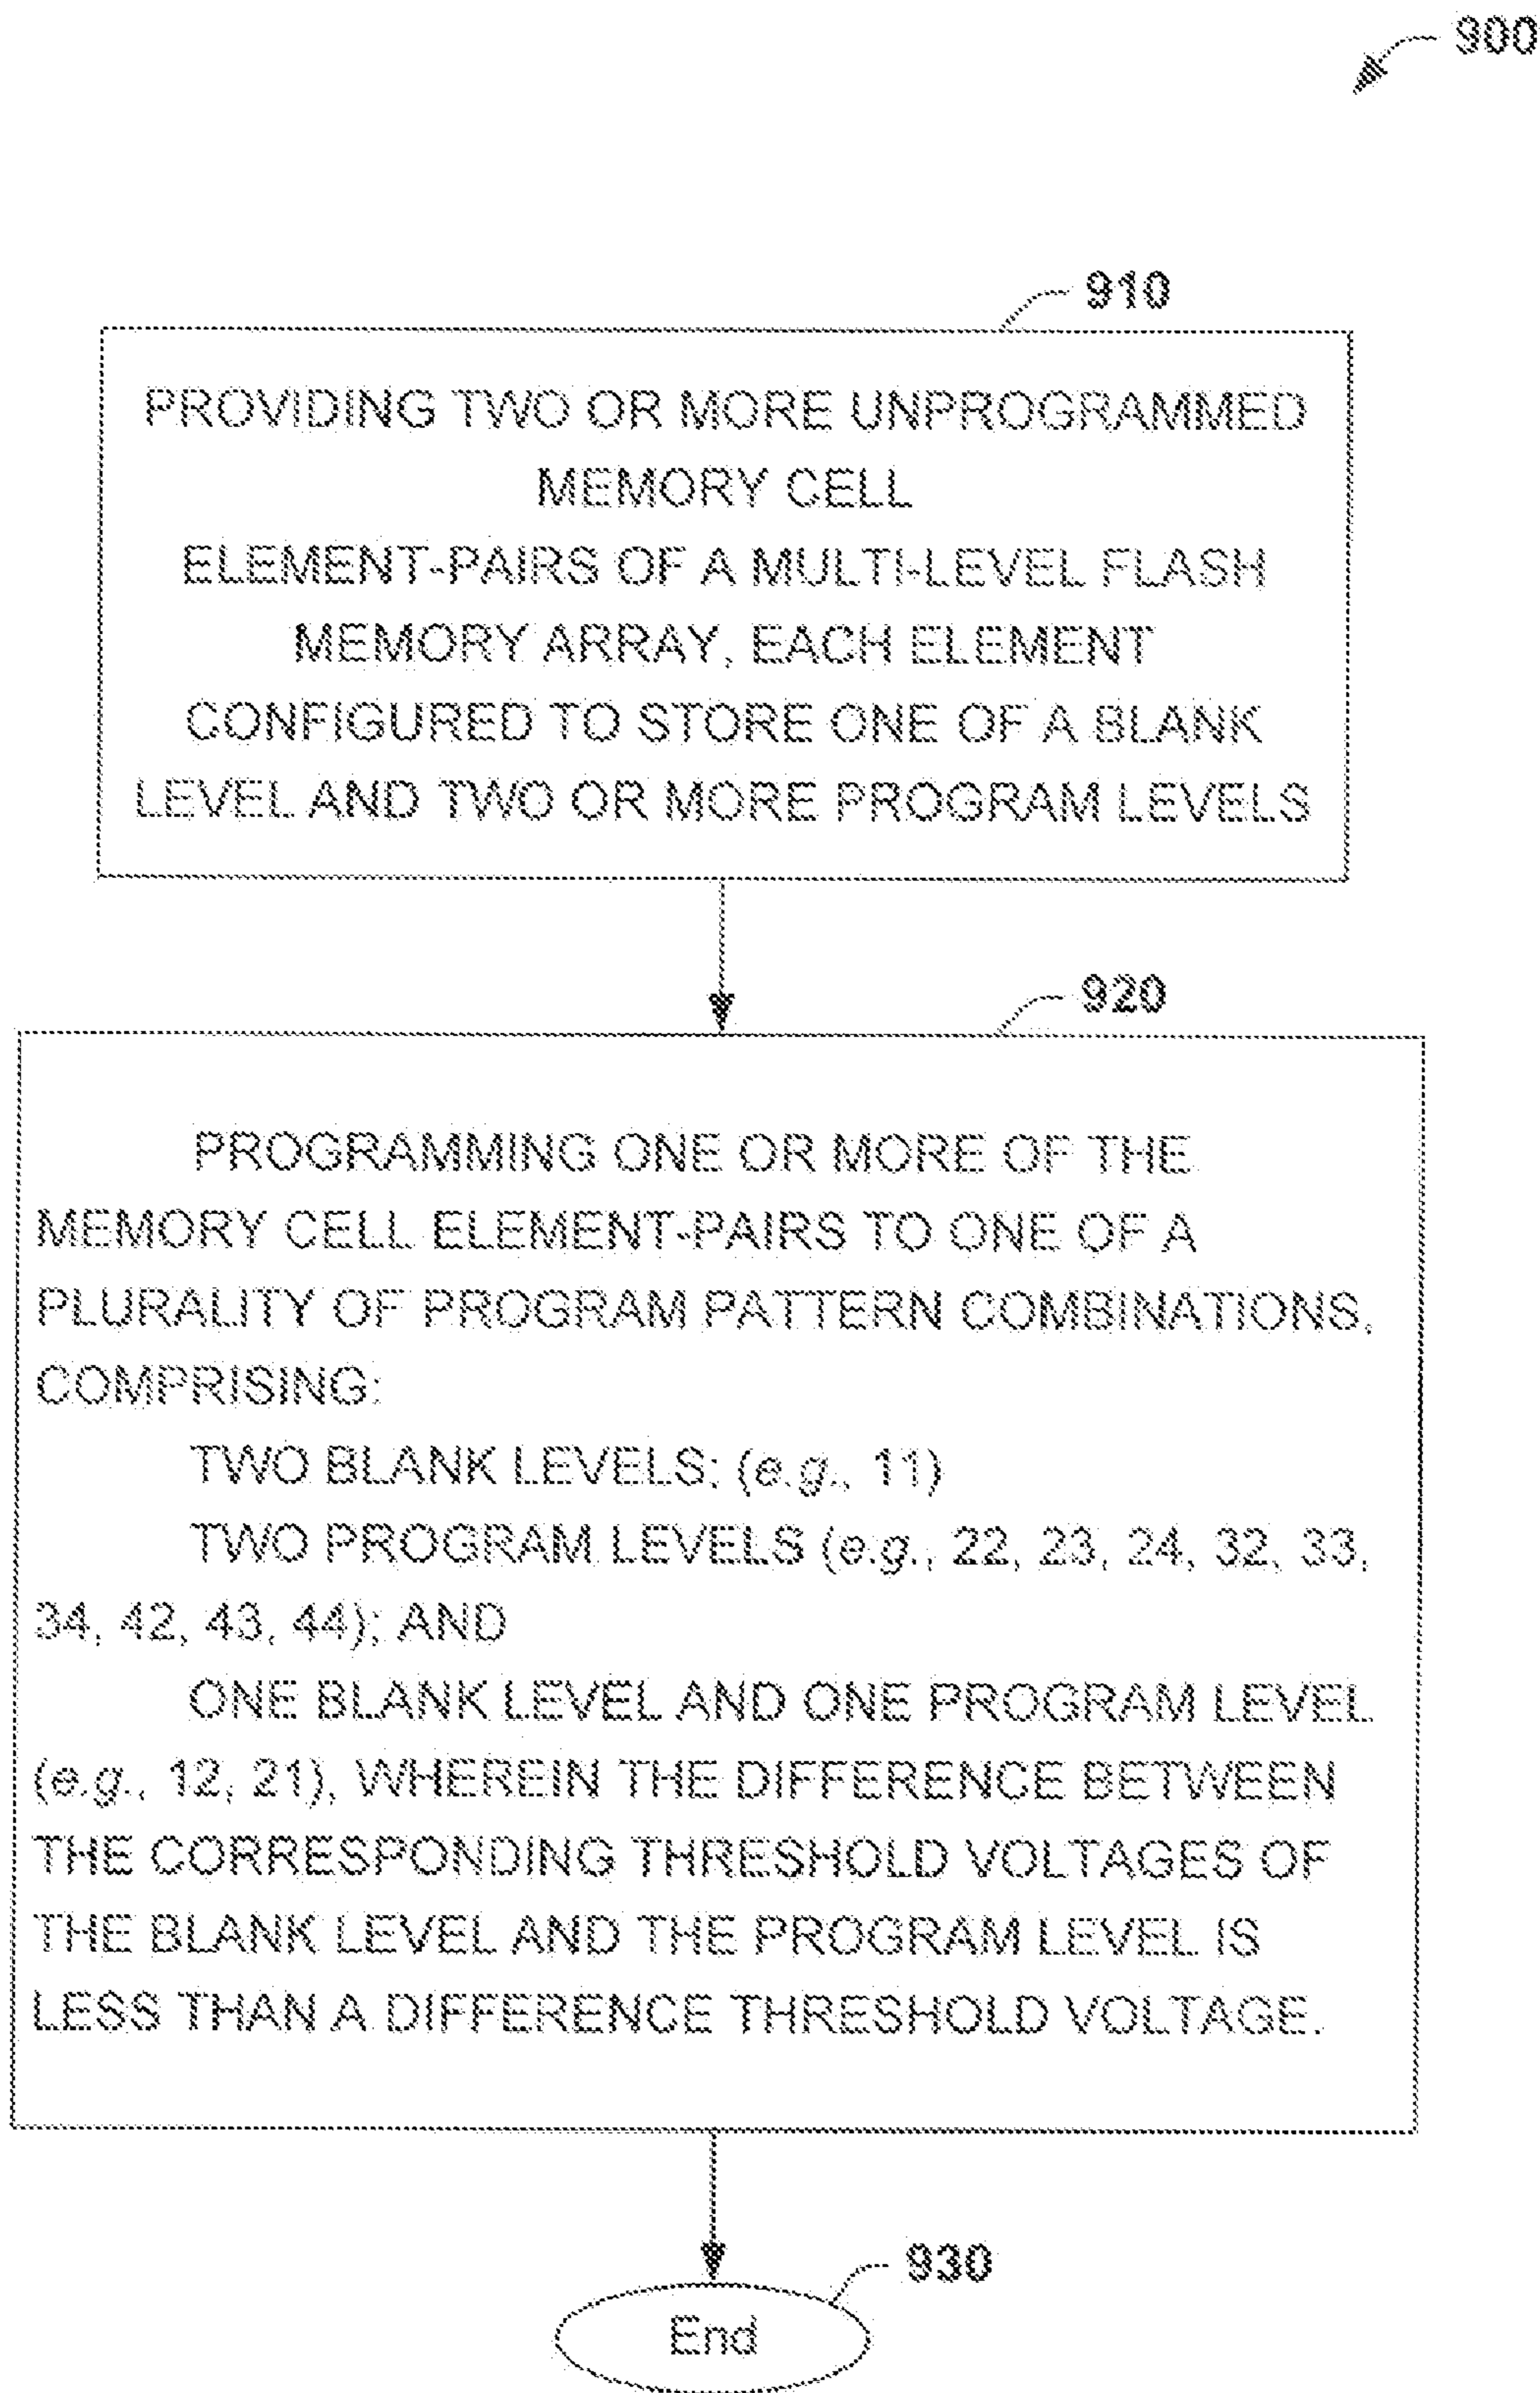 900
910
PROVIDING TWO OR MORE UNPROGRAMMED
MEMORY CELL
ELEMENT-PAIRS OF A MULTI-LEVEL FLASH
MEMORY ARRAY, EACH ELEMENT
CONFIGURED TO STORE ONE OF A BLANK
LEVEL AND TWO OR MORE PROGRAM LEVELS
920
PROGRAMMING ONE OR MORE OF THE
MEMORY CELL ELEMENT-PAIRS TO ONE OF A
PLURALITY OF PROGRAM PATTERN COMBINATIONS,
COMPRISING:
TWO BLANK LEVELS; (e.g., 11)
TWO PROGRAM LEVELS (e.g., 22, 23, 24, 32, 33,
34, 42, 43, 44); AND
ONE BLANK LEVEL AND ONE PROGRAM LEVEL
(e.g., 12, 21), WHEREIN THE DIFFERENCE BETWEEN
THE CORRESPONDING THRESHOLD VOLTAGES OF
THE BLANK LEVEL AND THE PROGRAM LEVEL IS
LESS THAN A DIFFERENCE THRESHOLD VOLTAGE.
930
End